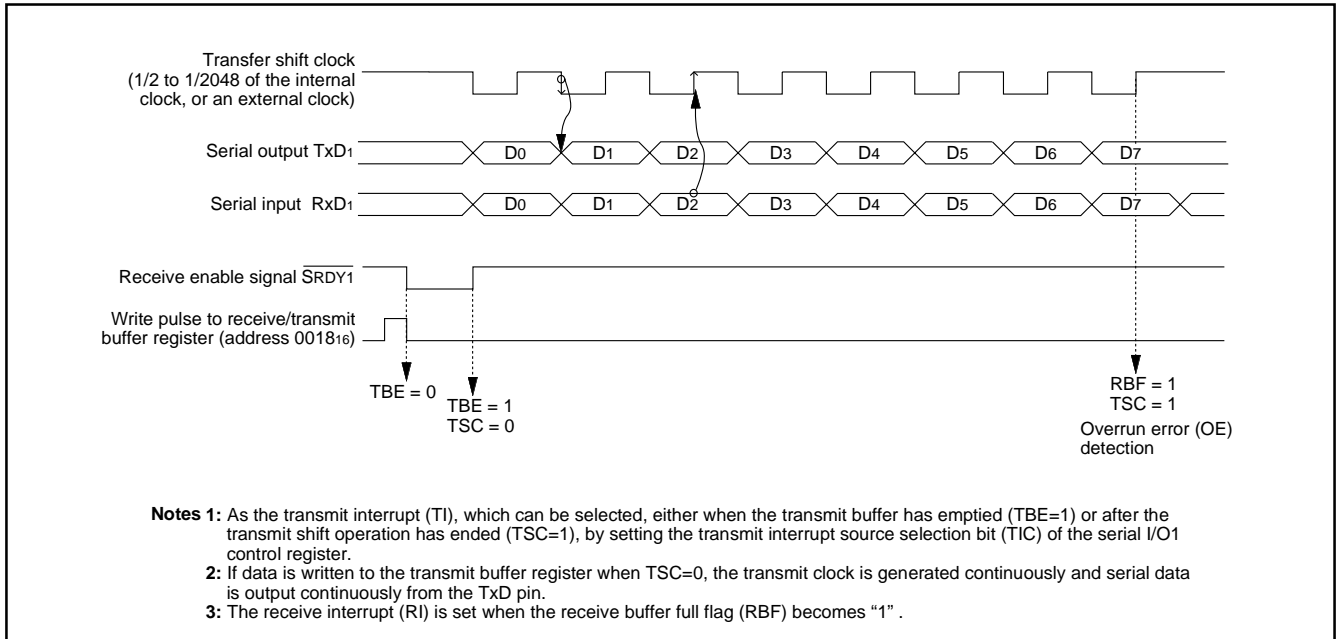 Transfer shift clock
(1/2 to 1/2048 of the internal
clock, or an external clock)
Serial output TxD1
D0 D1 D2 D3 D4 D5 D6 D7
Serial input RxD1
D0 D1 D2 D3 D4 D5 D6 D7
Receive enable signal SRDY1
Write pulse to receive/transmit
buffer register (address 001816)
TBE = 0
TBE = 1
TSC = 0
RBF = 1
TSC = 1
Overrun error (OE)
detection
Notes 1: As the transmit interrupt (TI), which can be selected, either when the transmit buffer has emptied (TBE=1) or after the
transmit shift operation has ended (TSC=1), by setting the transmit interrupt source selection bit (TIC) of the serial I/O1
control register.
2: If data is written to the transmit buffer register when TSC=0, the transmit clock is generated continuously and serial data
is output continuously from the TxD pin.
3: The receive interrupt (RI) is set when the receive buffer full flag (RBF) becomes “1” .